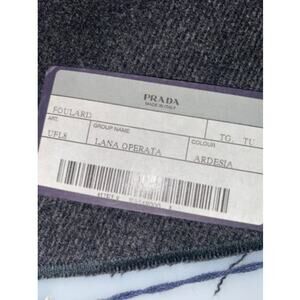 PRADA
MADE IN ITALY
FOULARD TG. TU
ART. GROUP NAME COLOUR
UFL8 LANA OPERATA ARDESIA